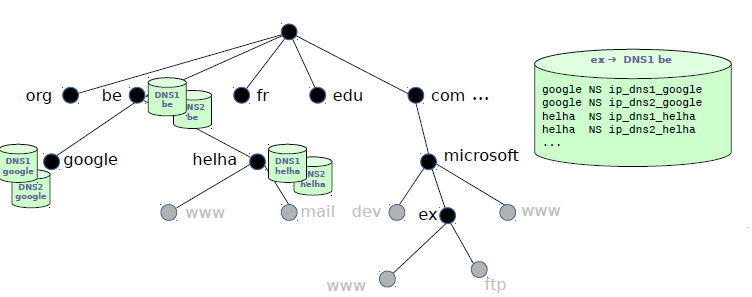 org
be
DNS1
be
DNS2
be
fr
edu
com ...
ex → DNS1 be
google NS ip_dns1_google
google NS ip_dns2_google
helha NS ip_dns1_helha
helha NS ip_dns2_helha
...
DNS1
google
DNS2
google
google
helha
DNS1
helha
DNS2
helha
microsoft
www
mail
dev
ex
www
www
ftp